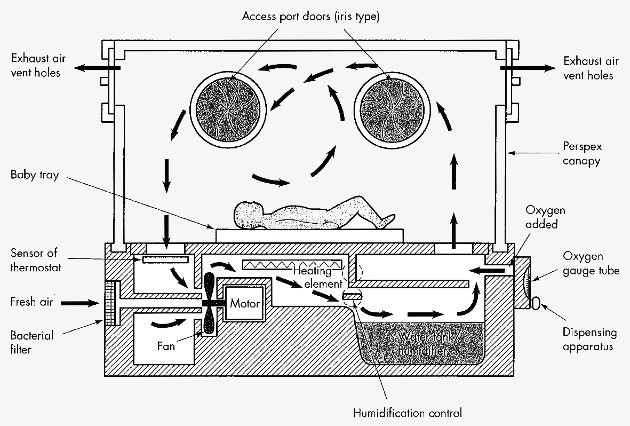 Access port doors (iris type)
Exhaust air
vent holes
Exhaust air
vent holes
Perspex
canopy
Baby tray
Oxygen
added
Sensor of
thermostat
Heating
element
Oxygen
gauge tube
Fresh air
Motor
Bacterial
filter
Fan
Dispensing
apparatus
Humidification control